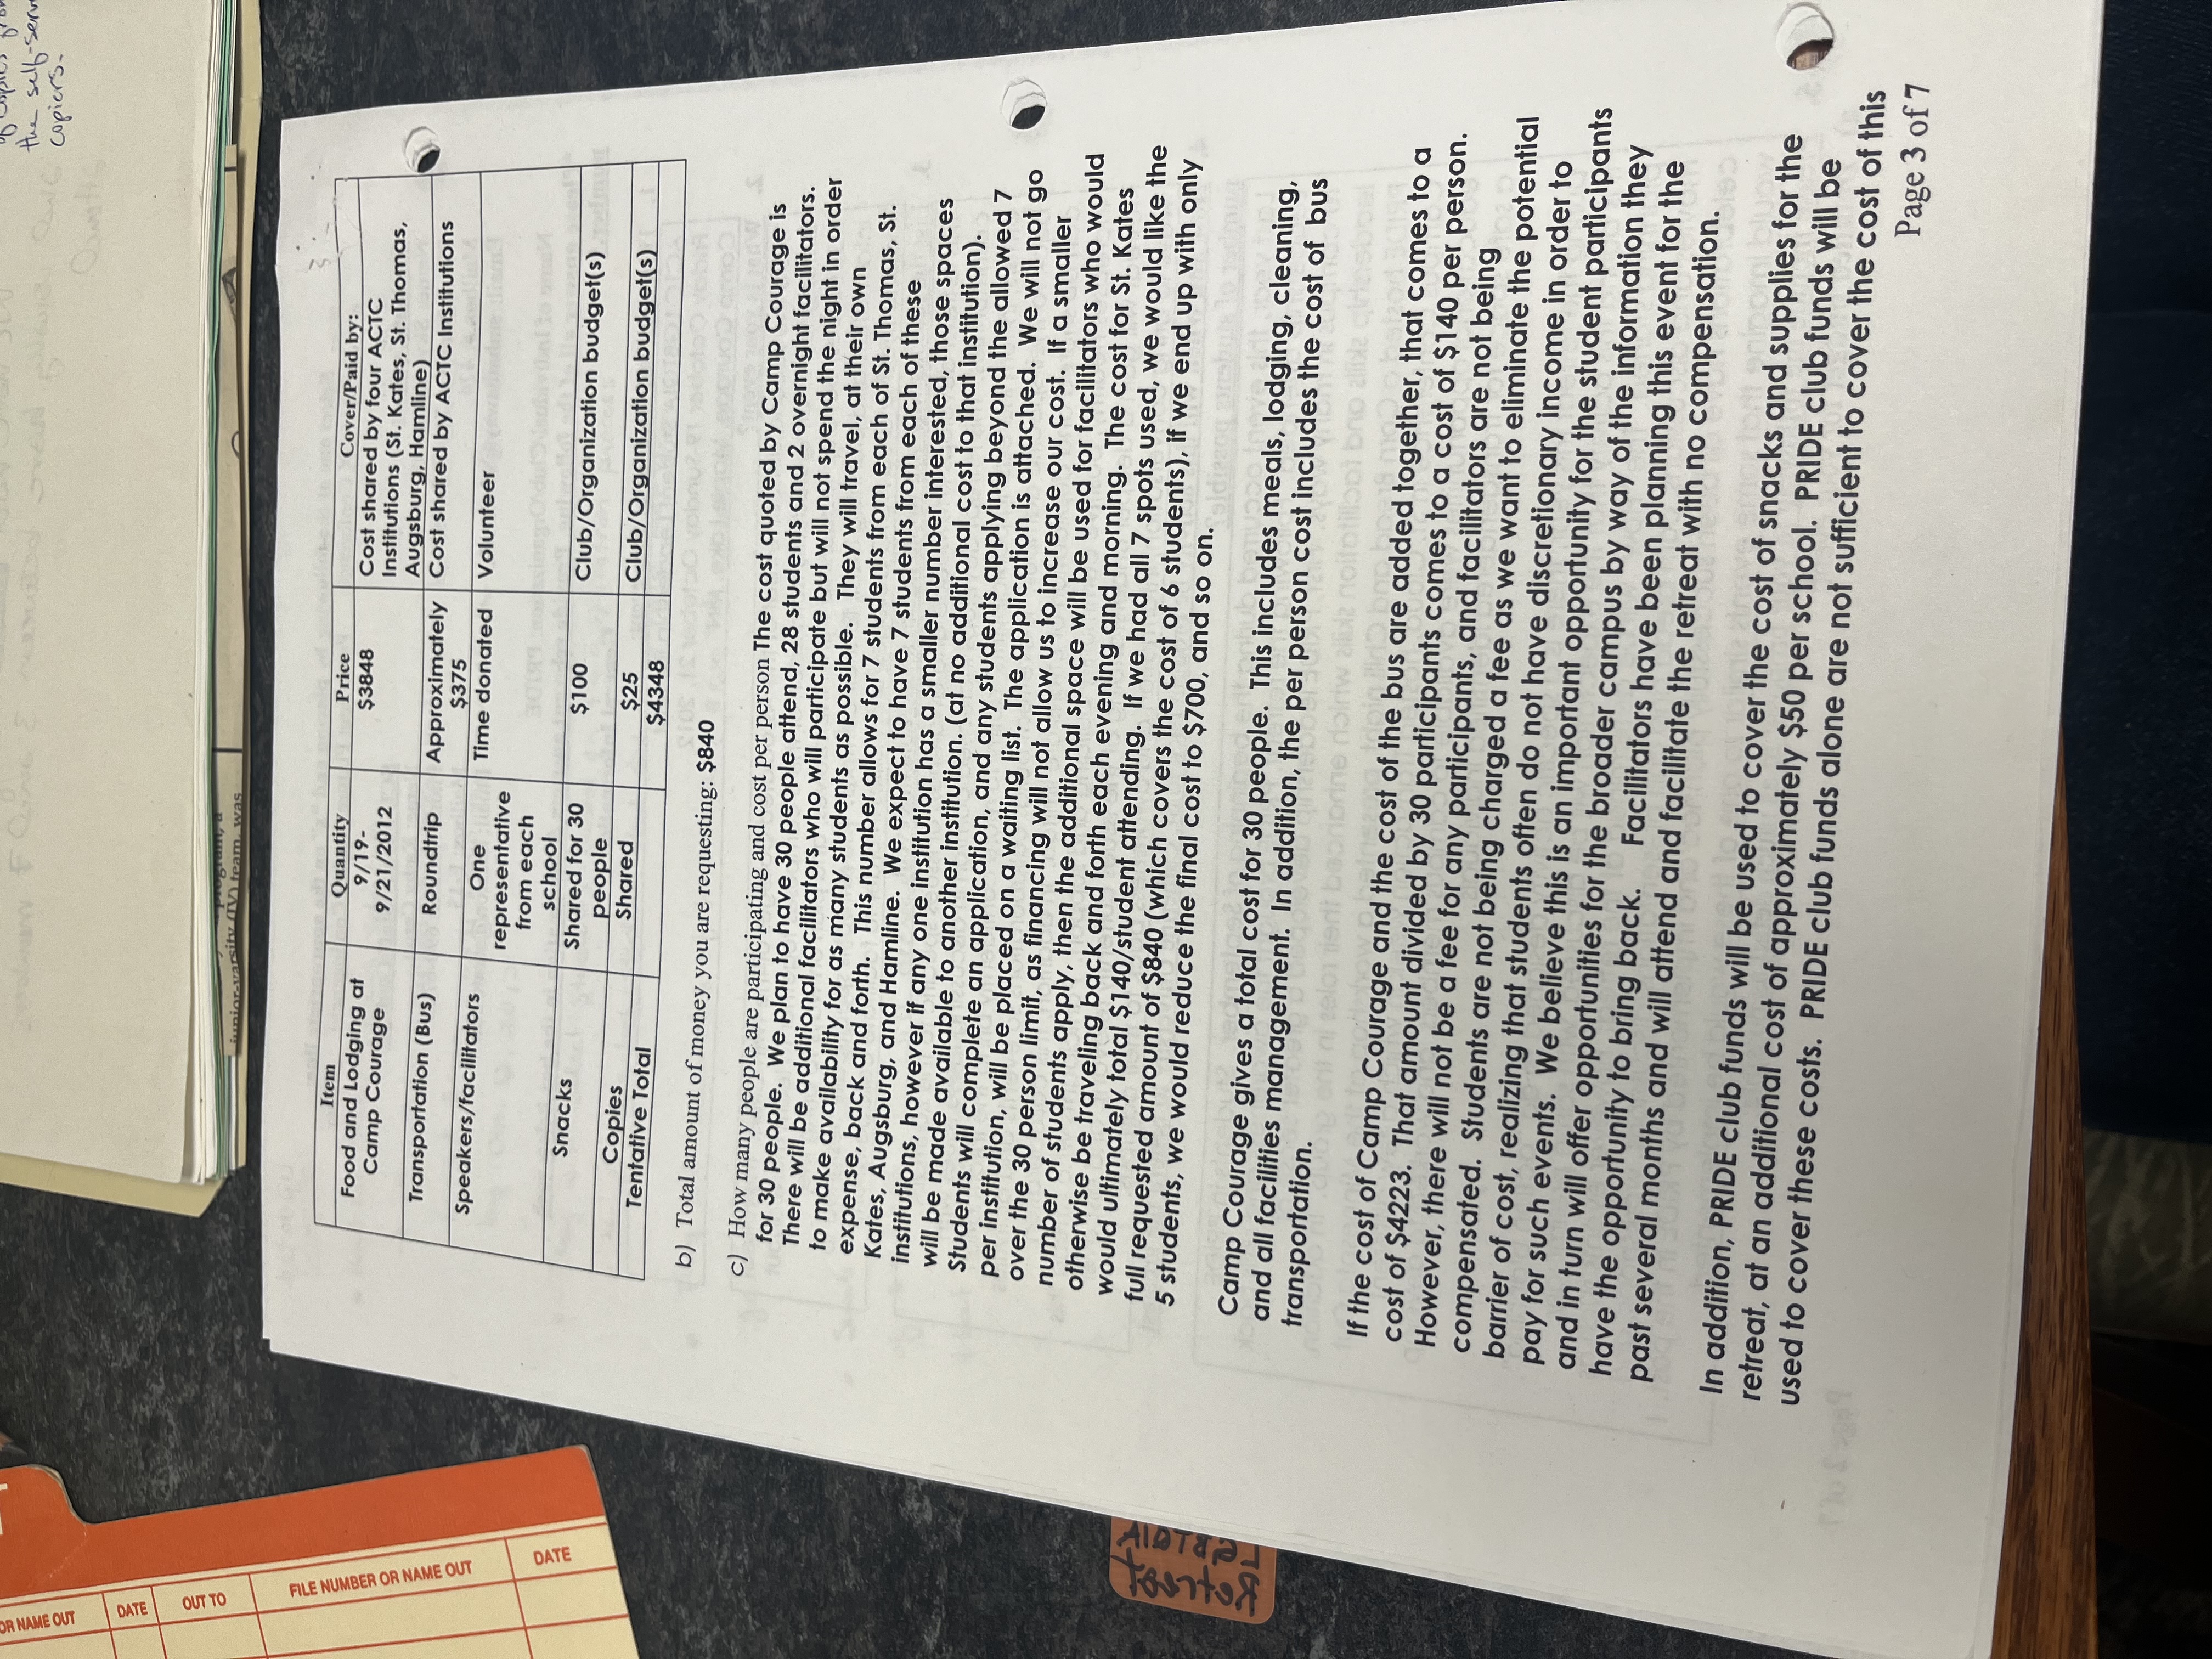 OR NAME OUT
DATE
OUT TO
FILE NUMBER OR NAME OUT
DATE
the self-serv
copiers.
program, a
junior-varsity (JV) team, was
Item Quantity Price Cover/Paid by:
Food and Lodging at Camp Courage 9/19-9/21/2012 $3848 Cost shared by four ACTC Institutions (St. Kates, St. Thomas, Augsburg, Hamline)
Transportation (Bus) Roundtrip Approximately $375 Cost shared by ACTC Institutions
Speakers/facilitators One representative from each school Time donated Volunteer
Snacks Shared for 30 people $100 Club/Organization budget(s)
Copies Shared $25 Club/Organization budget(s)
Tentative Total $4348
b) Total amount of money you are requesting: $840
c) How many people are participating and cost per person The cost quoted by Camp Courage is
for 30 people. We plan to have 30 people attend, 28 students and 2 overnight facilitators.
There will be additional facilitators who will participate but will not spend the night in order
to make availability for as many students as possible. They will travel, at their own
expense, back and forth. This number allows for 7 students from each of St. Thomas, St.
Kates, Augsburg, and Hamline. We expect to have 7 students from each of these
institutions, however if any one institution has a smaller number interested, those spaces
will be made available to another institution. (at no additional cost to that institution).
Students will complete an application, and any students applying beyond the allowed 7
per institution, will be placed on a waiting list. The application is attached. We will not go
over the 30 person limit, as financing will not allow us to increase our cost. If a smaller
number of students apply, then the additional space will be used for facilitators who would
otherwise be traveling back and forth each evening and morning. The cost for St. Kates
would ultimately total $140/student attending. If we had all 7 spots used, we would like the
full requested amount of $840 (which covers the cost of 6 students), if we end up with only
5 students, we would reduce the final cost to $700, and so on.
Camp Courage gives a total cost for 30 people. This includes meals, lodging, cleaning,
and all facilities management. In addition, the per person cost includes the cost of bus
transportation.
If the cost of Camp Courage and the cost of the bus are added together, that comes to a
cost of $4223. That amount divided by 30 participants comes to a cost of $140 per person.
However, there will not be a fee for any participants, and facilitators are not being
compensated. Students are not being charged a fee as we want to eliminate the potential
barrier of cost, realizing that students often do not have discretionary income in order to
pay for such events. We believe this is an important opportunity for the student participants
and in turn will offer opportunities for the broader campus by way of the information they
have the opportunity to bring back. Facilitators have been planning this event for the
past several months and will attend and facilitate the retreat with no compensation.
In addition, PRIDE club funds will be used to cover the cost of snacks and supplies for the
retreat, at an additional cost of approximately $50 per school. PRIDE club funds will be
used to cover these costs. PRIDE club funds alone are not sufficient to cover the cost of this
Page 3 of 7